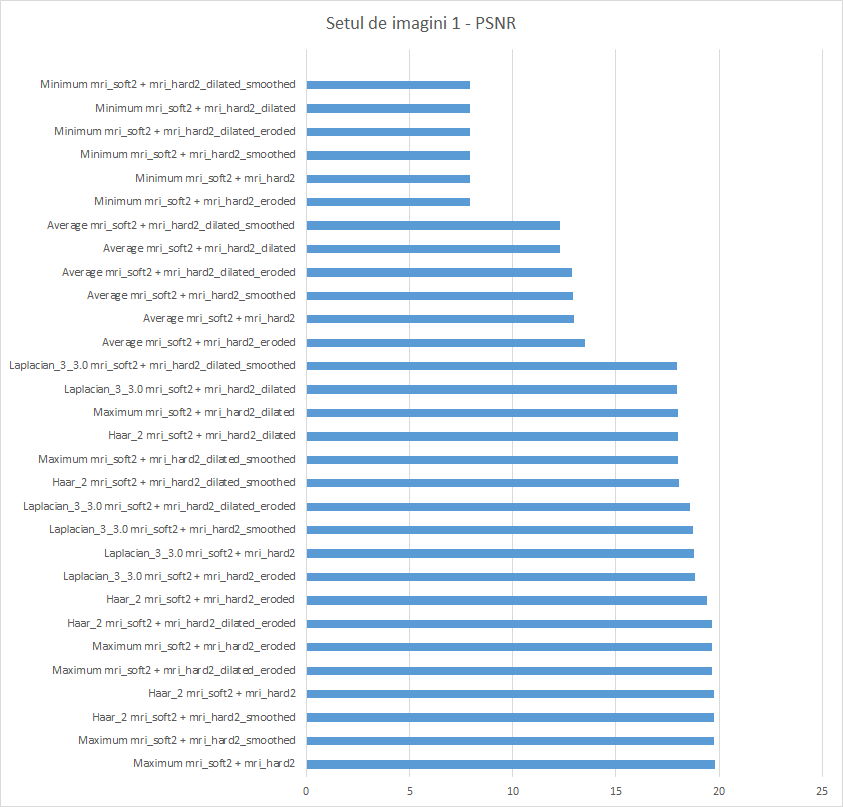 Setul de imagini 1 - PSNR
Minimum mri_soft2 + mri_hard2_dilated_smoothed
Minimum mri_soft2 + mri_hard2_dilated
Minimum mri_soft2 + mri_hard2_dilated_eroded
Minimum mri_soft2 + mri_hard2_smoothed
Minimum mri_soft2 + mri_hard2
Minimum mri_soft2 + mri_hard2_eroded
Average mri_soft2 + mri_hard2_dilated_smoothed
Average mri_soft2 + mri_hard2_dilated
Average mri_soft2 + mri_hard2_dilated_eroded
Average mri_soft2 + mri_hard2_smoothed
Average mri_soft2 + mri_hard2
Average mri_soft2 + mri_hard2_eroded
Laplacian_3_3.0 mri_soft2 + mri_hard2_dilated_smoothed
Laplacian_3_3.0 mri_soft2 + mri_hard2_dilated
Maximum mri_soft2 + mri_hard2_dilated
Haar_2 mri_soft2 + mri_hard2_dilated
Maximum mri_soft2 + mri_hard2_dilated_smoothed
Haar_2 mri_soft2 + mri_hard2_dilated_smoothed
Laplacian_3_3.0 mri_soft2 + mri_hard2_dilated_eroded
Laplacian_3_3.0 mri_soft2 + mri_hard2_smoothed
Laplacian_3_3.0 mri_soft2 + mri_hard2
Laplacian_3_3.0 mri_soft2 + mri_hard2_eroded
Haar_2 mri_soft2 + mri_hard2_eroded
Haar_2 mri_soft2 + mri_hard2_dilated_eroded
Maximum mri_soft2 + mri_hard2_eroded
Maximum mri_soft2 + mri_hard2_dilated_eroded
Haar_2 mri_soft2 + mri_hard2
Haar_2 mri_soft2 + mri_hard2_smoothed
Maximum mri_soft2 + mri_hard2_smoothed
Maximum mri_soft2 + mri_hard2
0 5 10 15 20 25